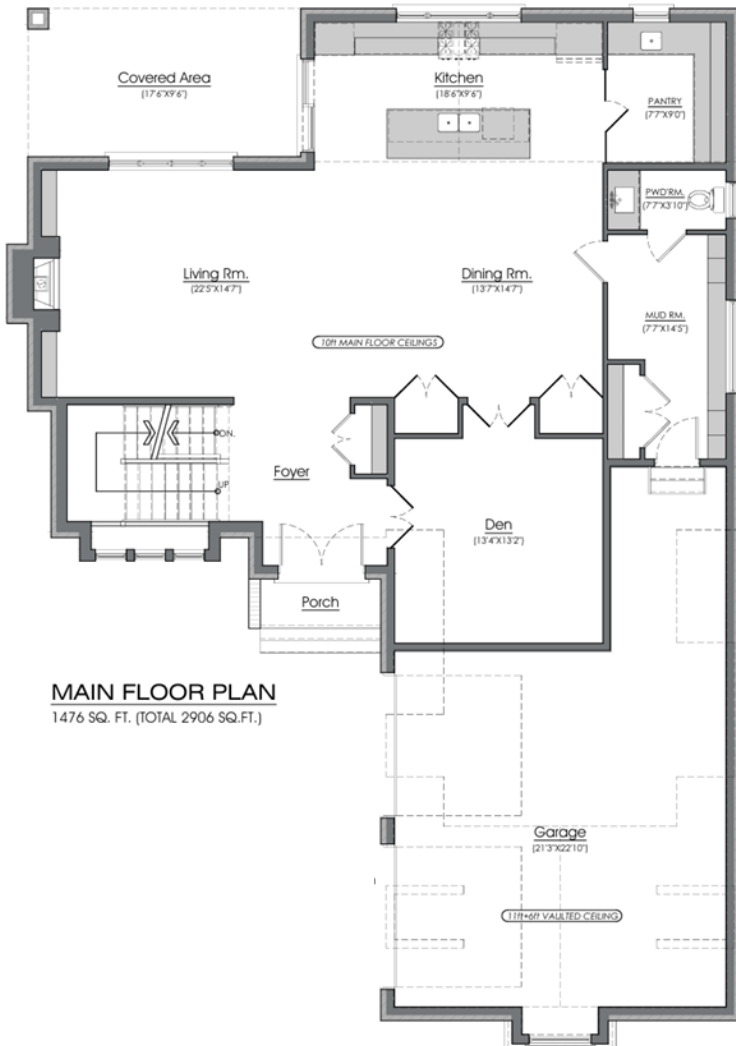 Covered Area
(17'6"X9'6")
Kitchen
(18'6"X9'6")
PANTRY
(7'7"X9'0")
PWD'RM.
(7'7"X3'10")
Living Rm.
(22'5"X14'7")
Dining Rm.
(13'7"X14'7")
MUD RM.
(7'7"X14'5")
10ft MAIN FLOOR CEILINGS
DN.
UP
Foyer
Den
(13'4"X13'2")
Porch
MAIN FLOOR PLAN
1476 SQ. FT. (TOTAL 2906 SQ.FT.)
Garage
(21'3"X22'10")
11ft+6ft VAULTED CEILING